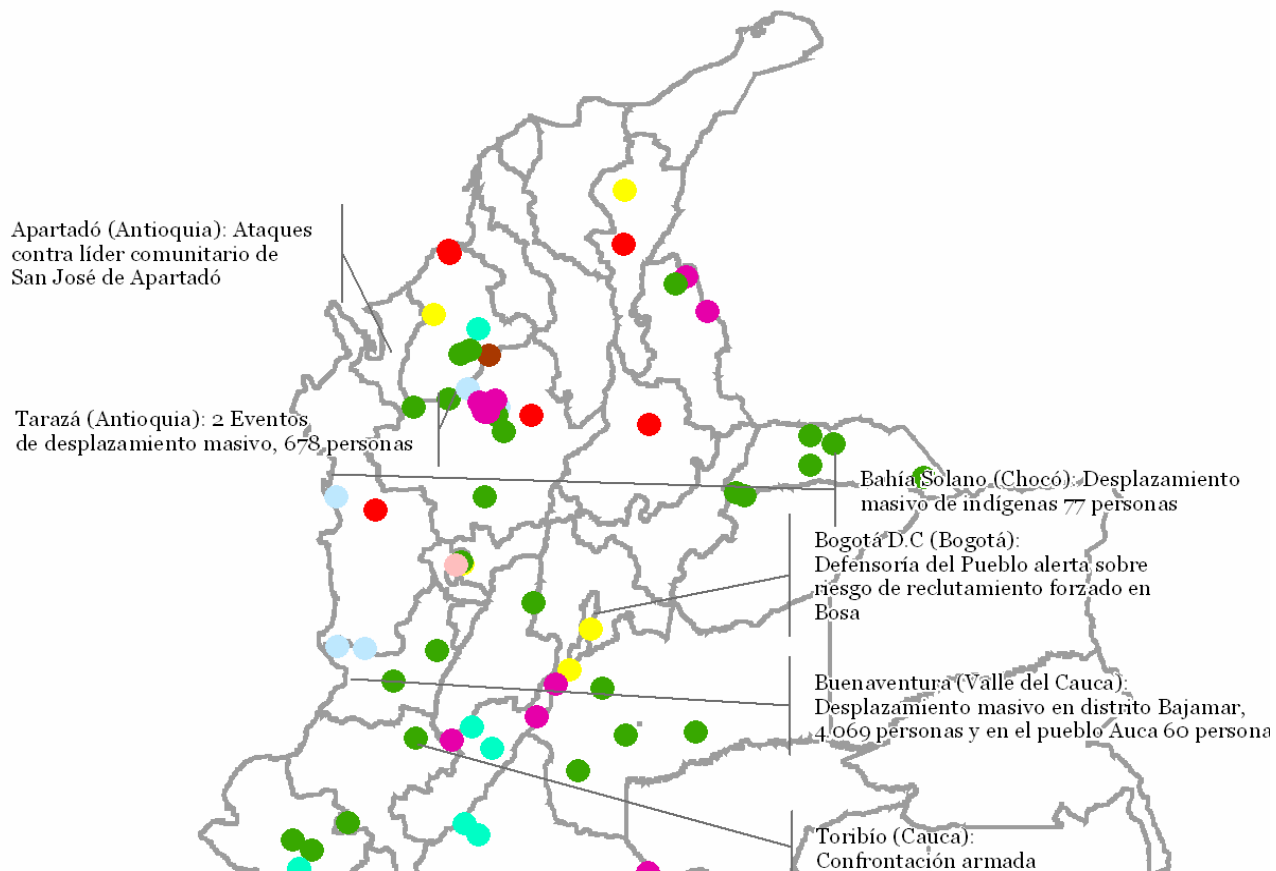 Apartadó (Antioquia): Ataques
contra líder comunitario de
San José de Apartadó
Tarazá (Antioquia): 2 Eventos
de desplazamiento masivo, 678 personas
Bahía Solano (Chocó): Desplazamiento
masivo de indígenas 77 personas
Bogotá D.C (Bogotá):
Defensoría del Pueblo alerta sobre
riesgo de reclutamiento forzado en
Bosa
Buenaventura (Valle del Cauca):
Desplazamiento masivo en distrito Bajamar,
4.069 personas y en el pueblo Auca 60 persona
Toribío (Cauca):
Confrontación armada